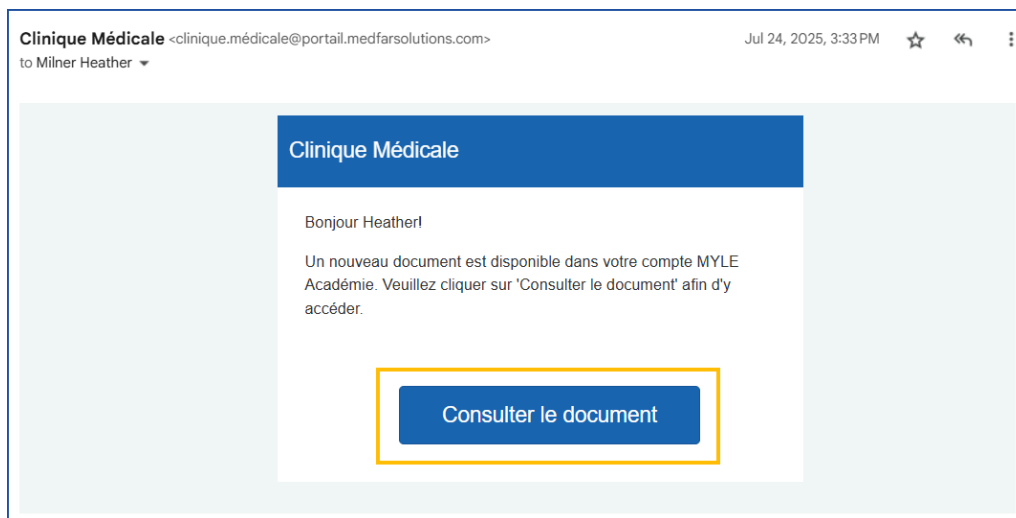 Clinique Médicale <clinique.médicale@portail.medfarsolutions.com> Jul 24, 2025, 3:33 PM
to Milner Heather
Clinique Médicale
Bonjour Heather!
Un nouveau document est disponible dans votre compte MYLE
Académie. Veuillez cliquer sur 'Consulter le document' afin d'y
accéder.
Consulter le document